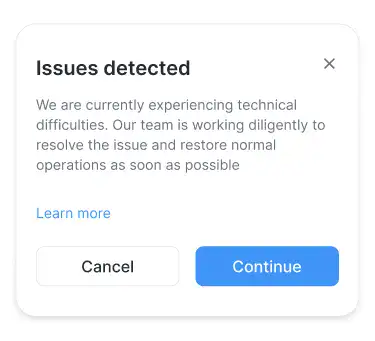 Issues detected
We are currently experiencing technical
difficulties. Our team is working diligently to
resolve the issue and restore normal
operations as soon as possible
Learn more
Cancel
Continue